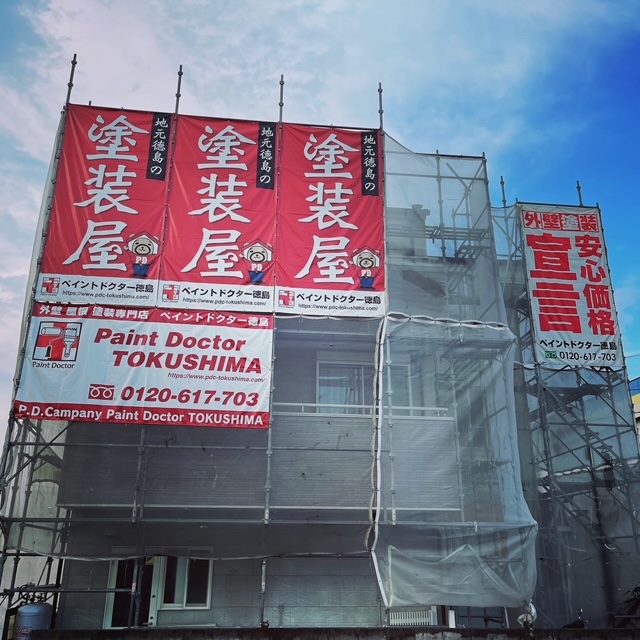 地元徳島の
塗装屋
PD
ペイントドクター徳島
https://www.pdc-tokushima.com/
地元徳島の
塗装屋
PD
ペイントドクター徳島
https://www.pdc-tokushima.com/
地元徳島の
塗装屋
PD
ペイントドクター徳島
https://www.pdc-tokushima.com/
外壁 屋根 塗装専門店 ペイントドクター徳島
Paint Doctor
Paint Doctor
TOKUSHIMA
https://www.pdc-tokushima.com/
0120-617-703
P.D.Campany Paint Doctor TOKUSHIMA
外壁塗装
安心価格
宣言
ペイントドクター徳島
0120-617-703